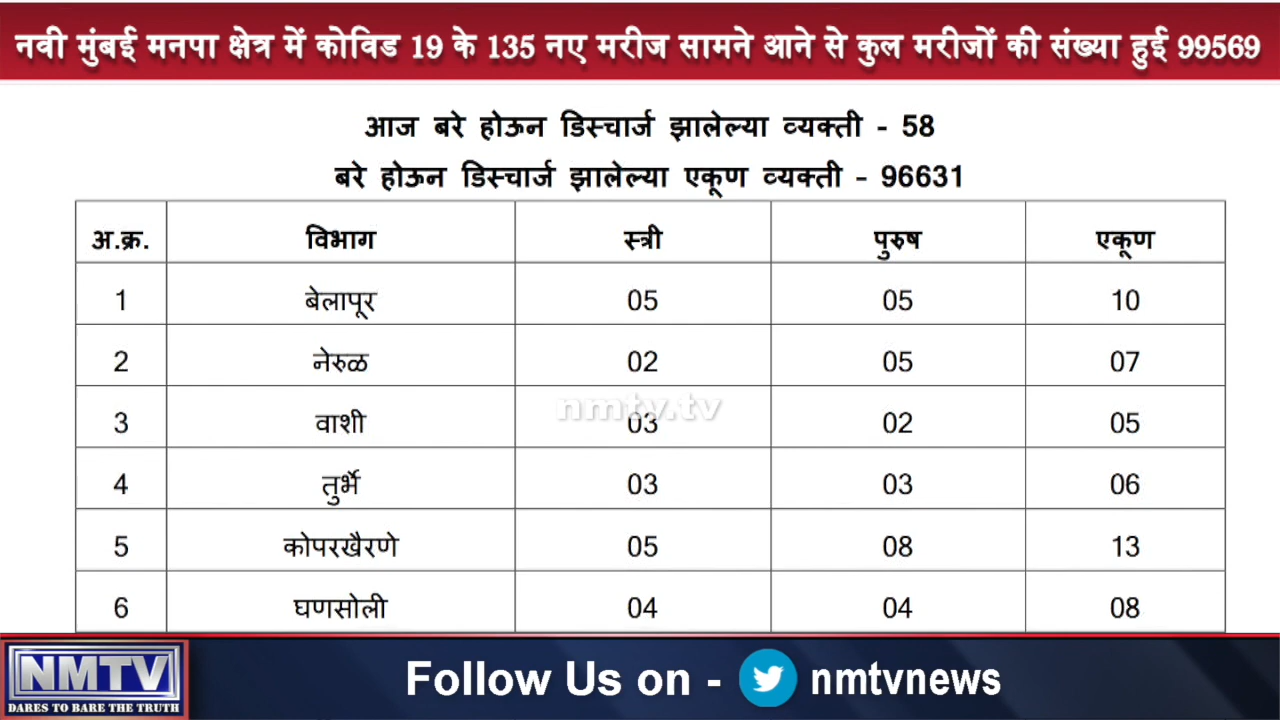 नवी मुंबई मनपा क्षेत्र में कोविड 19 के 135 नए मरीज सामने आने से कुल मरीजों की संख्या हुई 99569
आज बरे होऊन डिस्चार्ज झालेल्या व्यक्ती - 58
बरे होऊन डिस्चार्ज झालेल्या एकूण व्यक्ती - 96631
अ.क्र. विभाग स्त्री पुरुष एकूण
1 बेलापूर 05 05 10
2 नेरुळ 02 05 07
3 वाशी 03 02 05
nmtv.tv
4 तुर्भे 03 03 06
5 कोपरखैरणे 05 08 13
6 घणसोली 04 04 08
NMTV
DARES TO BARE THE TRUTH
Follow Us on - nmtvnews